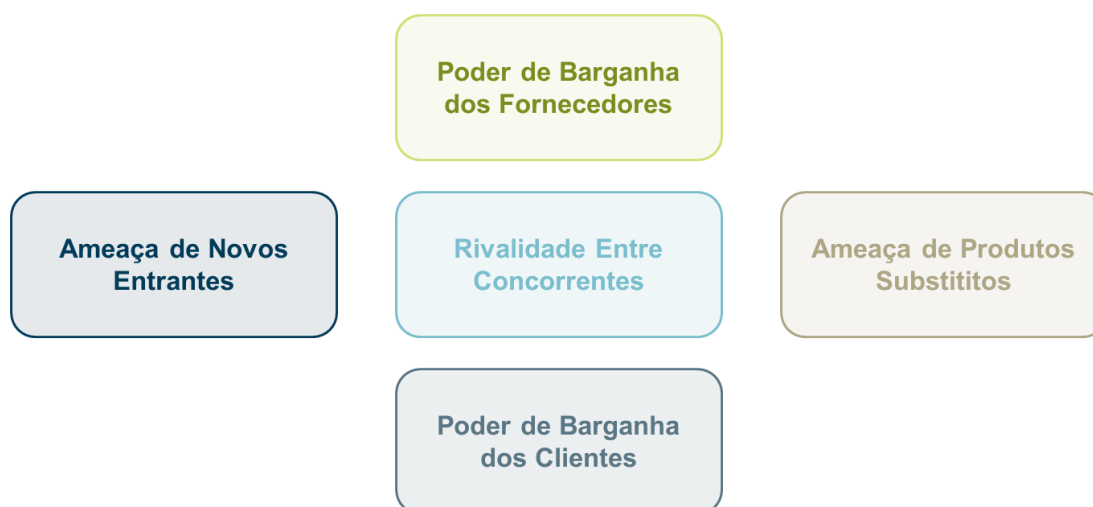 Poder de Barganha
dos Fornecedores
Ameaça de Novos
Entrantes
Rivalidade Entre
Concorrentes
Ameaça de Produtos
Substititos
Poder de Barganha
dos Clientes